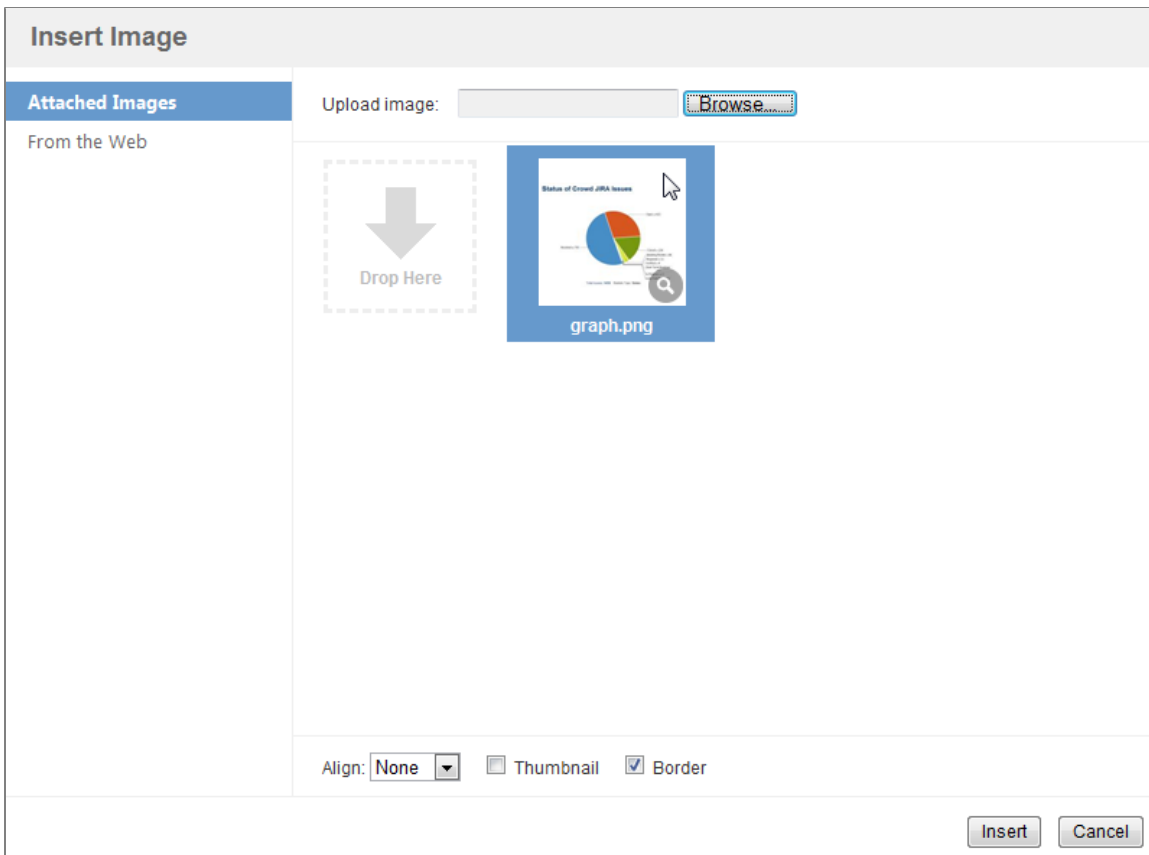 Insert Image
Attached Images
From the Web
Upload image: Browse...
Drop Here
Status of Crowd JIRA Issues
graph.png
Align: None Thumbnail Border
Insert Cancel